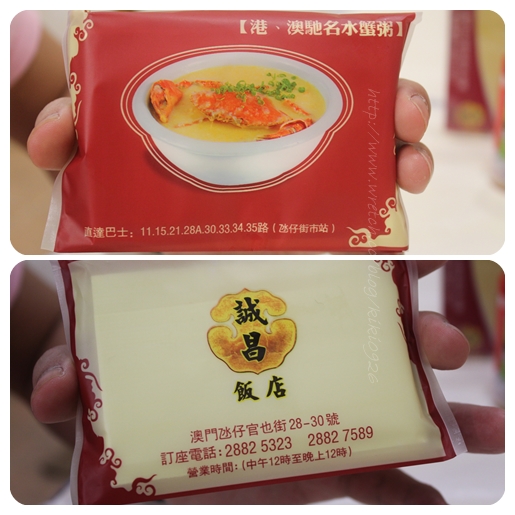 【港、澳馳名水蟹粥】
直達巴士：11.15.21.28A.30.33.34.35路（氹仔街市站）
誠
昌
飯店
澳門氹仔官也街28-30號
訂座電話：2882 5323 2882 7589
營業時間：(中午12時至晚上12時)